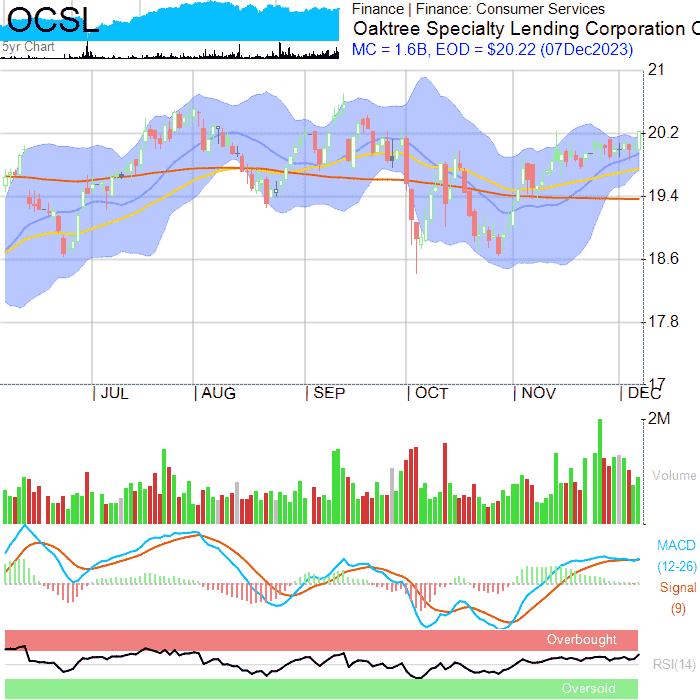 OCSL
5yr Chart
Finance | Finance: Consumer Services
Oaktree Specialty Lending Corporation C
MC = 1.6B, EOD = $20.22 (07Dec2023)
21
20.2
19.4
18.6
17.8
17
JUL AUG SEP OCT NOV DEC
2M
Volume
MACD
(12-26)
Signal
(9)
Overbought
RSI(14)
Oversold